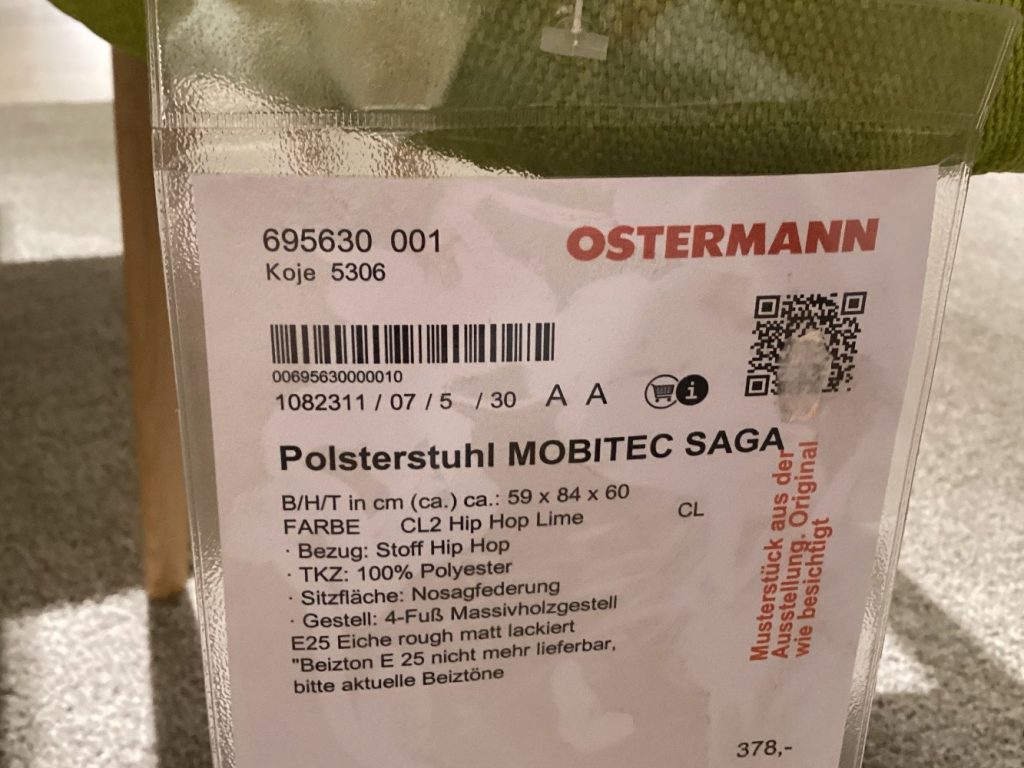 695630 001
OSTERMANN
Koje 5306
00695630000010
1082311 / 07 / 5 / 30 A A
Polsterstuhl MOBITEC SAGA
B/H/T in cm (ca.) ca.: 59 x 84 x 60
FARBE CL2 Hip Hop Lime CL
· Bezug: Stoff Hip Hop
· TKZ: 100% Polyester
· Sitzfläche: Nosagfederung
· Gestell: 4-Fuß Massivholzgestell
E25 Eiche rough matt lackiert
"Beizton E 25 nicht mehr lieferbar,
bitte aktuelle Beiztöne
Musterstück aus der
Ausstellung. Original
wie besichtigt
378,-